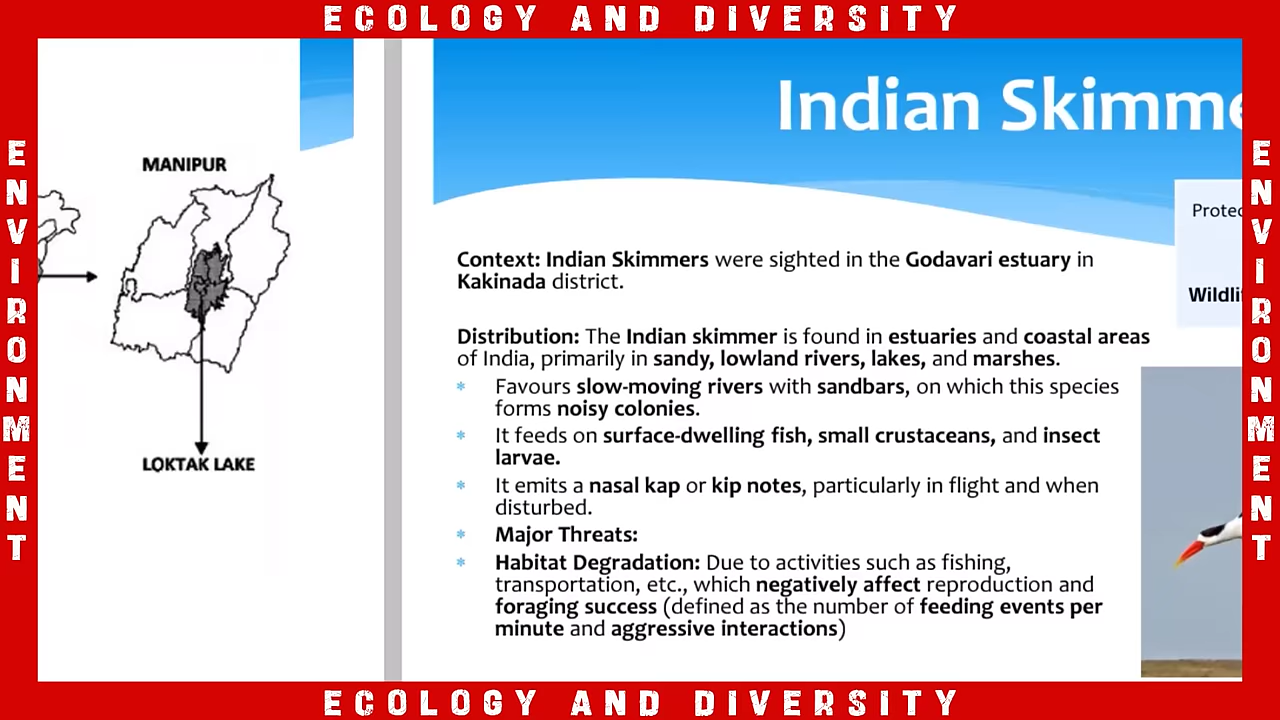 ECOLOGY AND DIVERSITY
ENVIRONMENT
MANIPUR
LOKTAK LAKE
Indian Skimme
Context: Indian Skimmers were sighted in the Godavari estuary in
Kakinada district.
Distribution: The Indian skimmer is found in estuaries and coastal areas
of India, primarily in sandy, lowland rivers, lakes, and marshes.
* Favours slow-moving rivers with sandbars, on which this species
forms noisy colonies.
* It feeds on surface-dwelling fish, small crustaceans, and insect
larvae.
* It emits a nasal kap or kip notes, particularly in flight and when
disturbed.
* Major Threats:
* Habitat Degradation: Due to activities such as fishing,
transportation, etc., which negatively affect reproduction and
foraging success (defined as the number of feeding events per
minute and aggressive interactions)
Protec
Wildli
ENVIRONMENT
ECOLOGY AND DIVERSITY